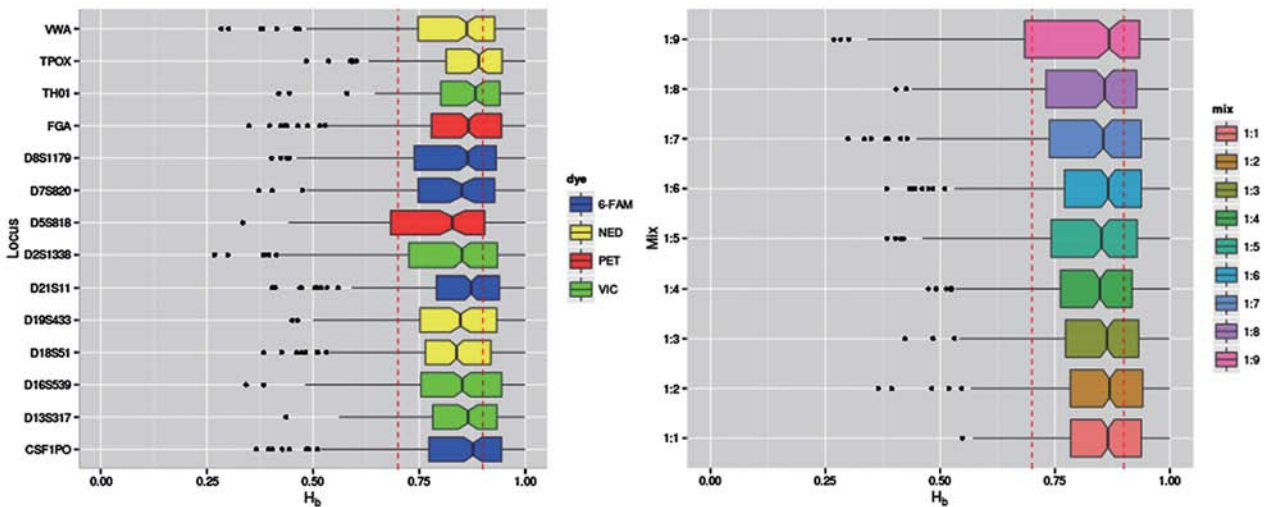 VWA
TPOX
TH01
FGA
D8S1179
D7S820
D5S818
D2S1338
D21S11
D19S433
D18S51
D16S539
D13S317
CSF1PO
Locus
0.00 0.25 0.50 0.75 1.00
Hb
dye
6-FAM
NED
PET
VIC
1:9
1:8
1:7
1:6
1:5
1:4
1:3
1:2
1:1
Mix
0.00 0.25 0.50 0.75 1.00
Hb
mix
1:1
1:2
1:3
1:4
1:5
1:6
1:7
1:8
1:9